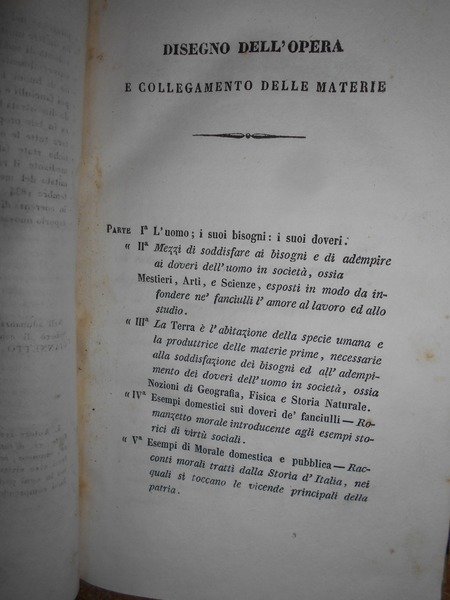 DISEGNO DELL'OPERA
E COLLEGAMENTO DELLE MATERIE
PARTE Iª L'uomo; i suoi bisogni: i suoi doveri.
« IIª Mezzi di soddisfare ai bisogni e di adempire
ai doveri dell'uomo in società, ossia
Mestieri, Arti, e Scienze, esposti in modo da in-
fondere ne' fanciulli l'amore al lavoro ed allo
studio.
« IIIª La Terra è l'abitazione della specie umana e
la produttrice delle materie prime, necessarie
alla soddisfazione dei bisogni ed all'adempi-
mento dei doveri dell'uomo in società, ossia
Nozioni di Geografia, Fisica e Storia Naturale.
« IVª Esempi domestici sui doveri de' fanciulli — Ro-
manzetto morale introducente agli esempi sto-
rici di virtù sociali.
« Vª Esempi di Morale domestica e pubblica — Rac-
conti morali tratti dalla Storia d'Italia, nei
quali si toccano le vicende principali della
patria.